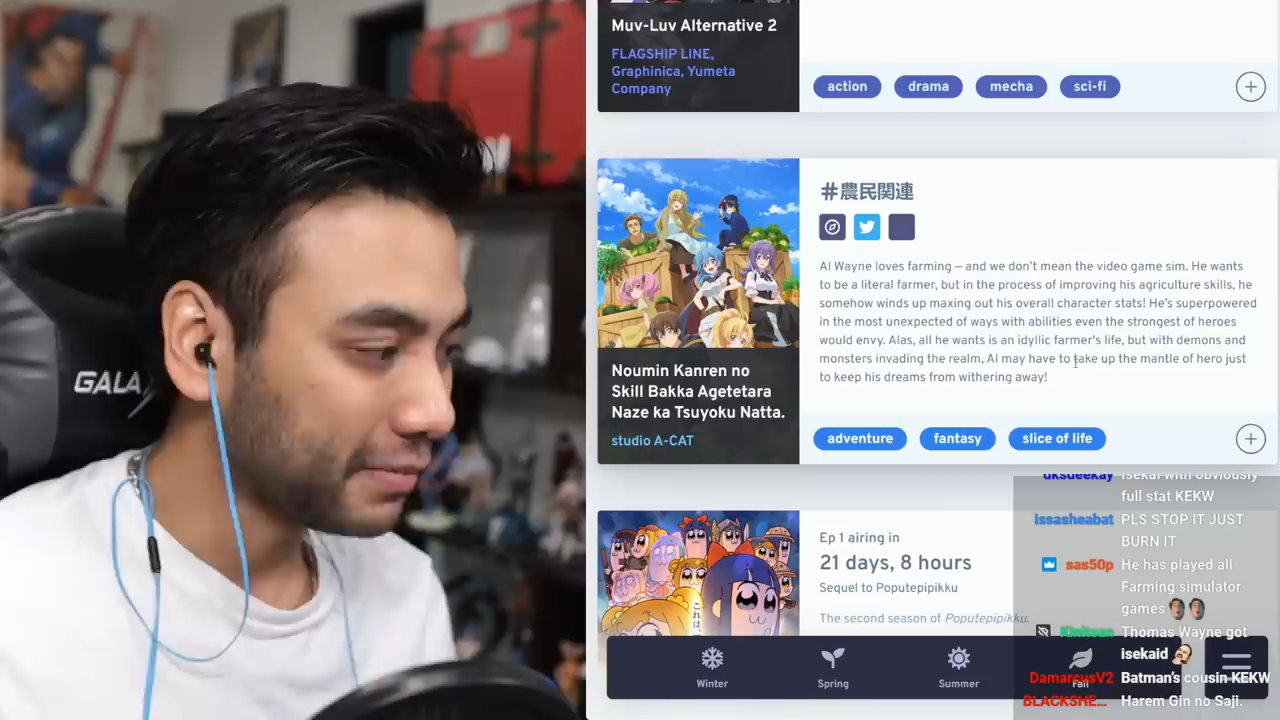 Muv-Luv Alternative 2
FLAGSHIP LINE,
Graphinica, Yumeta
Company
action
drama
mecha
sci-fi
GALA
#農民関連
Al Wayne loves farming — and we don't mean the video game sim. He wants
to be a literal farmer, but in the process of improving his agriculture skills, he
somehow winds up maxing out his overall character stats! He's superpowered
in the most unexpected of ways with abilities even the strongest of heroes
would envy. Alas, all he wants is an idyllic farmer's life, but with demons and
monsters invading the realm, Al may have to take up the mantle of hero just
to keep his dreams from withering away!
Noumin Kanren no
Skill Bakka Agetetara
Naze ka Tsuyoku Natta.
studio A-CAT
adventure
fantasy
slice of life
Ep 1 airing in
21 days, 8 hours
Sequel to Poputepipikku
The second season of Poputepipikku.
これは、
Winter
Spring
Summer
Fall
uksdeekay Isekai with obviously
full stat KEKW
issasheabat PLS STOP IT JUST
BURN IT
sas50p He has played all
Farming simulator
games
Thomas Wayne got
isekaid
DamarcusV2 Batman's cousin KEKW
BLACKSHE... Harem Gin no Saji.